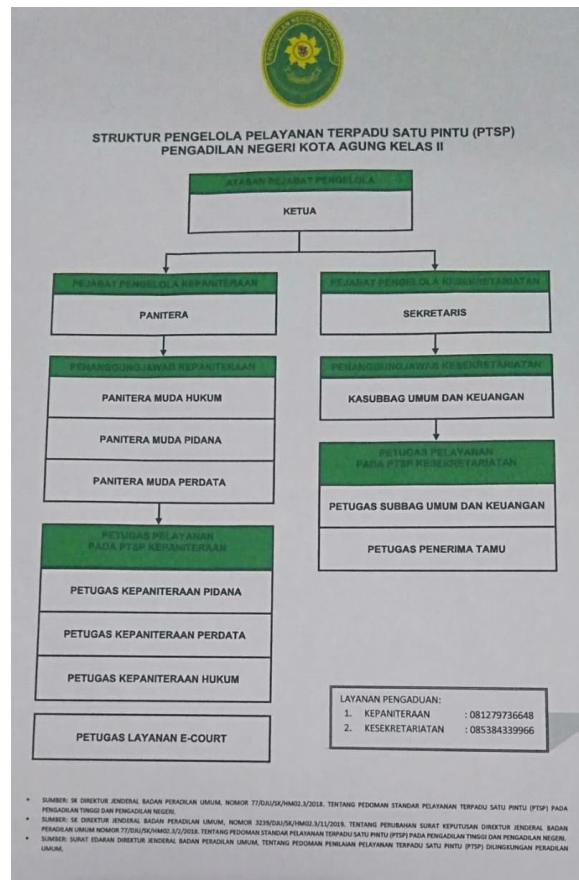 STRUKTUR PENGELOLA PELAYANAN TERPADU SATU PINTU (PTSP)
PENGADILAN NEGERI KOTA AGUNG KELAS II
ATASAN PEJABAT PENGELOLA
KETUA
PEJABAT PENGELOLA KEPANITERAAN
PANITERA
PENANGGUNGJAWAB KEPANITERAAN
PANITERA MUDA HUKUM
PANITERA MUDA PIDANA
PANITERA MUDA PERDATA
PETUGAS PELAYANAN
PADA PTSP KEPANITERAAN
PETUGAS KEPANITERAAN PIDANA
PETUGAS KEPANITERAAN PERDATA
PETUGAS KEPANITERAAN HUKUM
PETUGAS LAYANAN E-COURT
PEJABAT PENGELOLA KESEKRETARIATAN
SEKRETARIS
PENANGGUNGJAWAB KESEKRETARIATAN
KASUBBAG UMUM DAN KEUANGAN
PETUGAS PELAYANAN
PADA PTSP KESEKRETARIATAN
PETUGAS SUBBAG UMUM DAN KEUANGAN
PETUGAS PENERIMA TAMU
LAYANAN PENGADUAN:
1. KEPANITERAAN : 081279736648
2. KESEKRETARIATAN : 085384339966
* SUMBER: SK DIREKTUR JENDERAL BADAN PERADILAN UMUM, NOMOR 77/DJU/SK/HM02.3/2018. TENTANG PEDOMAN STANDAR PELAYANAN TERPADU SATU PINTU (PTSP) PADA
PENGADILAN TINGGI DAN PENGADILAN NEGERI.
* SUMBER: SK DIREKTUR JENDERAL BADAN PERADILAN UMUM, NOMOR 3239/DJU/SK/HM02.3/11/2019. TENTANG PERUBAHAN SURAT KEPUTUSAN DIREKTUR JENDERAL BADAN
PERADILAN UMUM NOMOR 77/DJU/SK/HM02.3/2/2018. TENTANG PEDOMAN STANDAR PELAYANAN TERPADU SATU PINTU (PTSP) PADA PENGADILAN TINGGI DAN PENGADILAN NEGERI.
* SUMBER: SURAT EDARAN DIREKTUR JENDERAL BADAN PERADILAN UMUM, TENTANG PEDOMAN PENILAIAN PELAYANAN TERPADU SATU PINTU (PTSP) DILINGKUNGAN PERADILAN
UMUM.